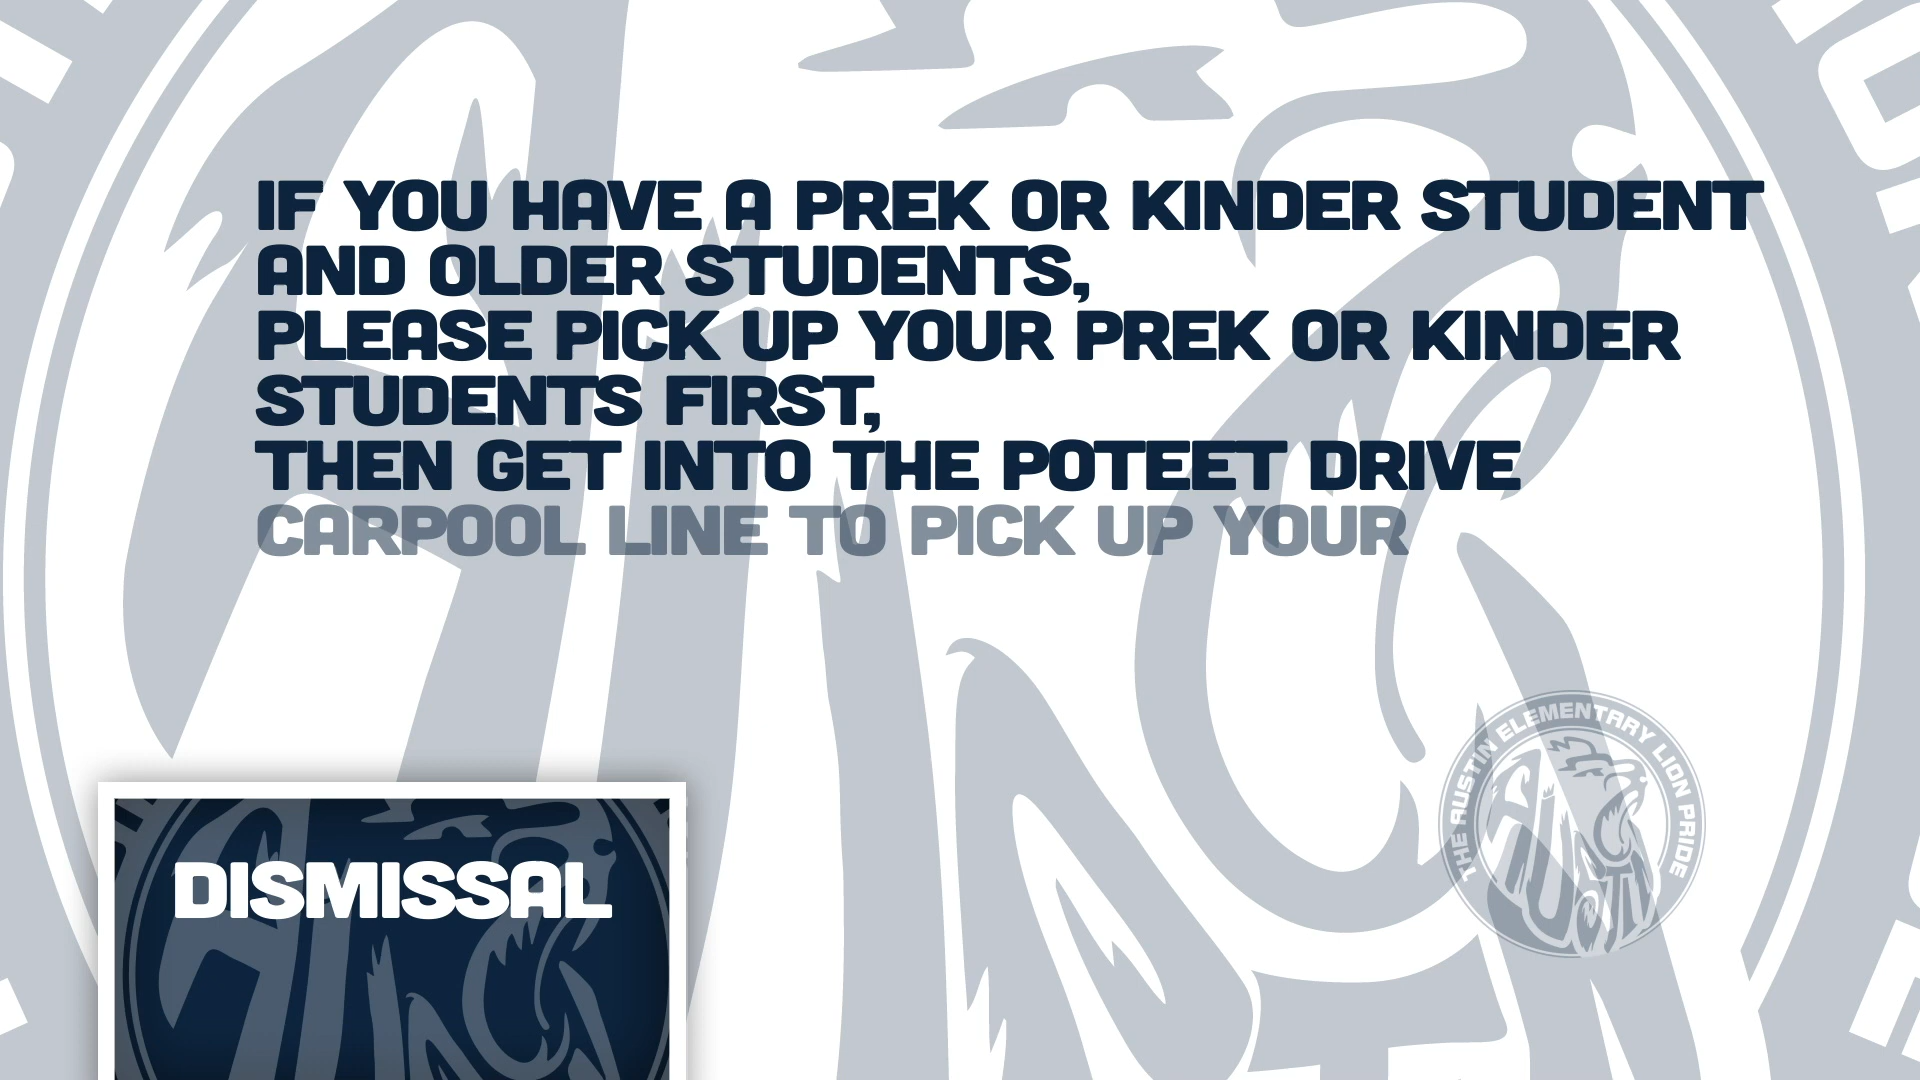 IF YOU HAVE A PREK OR KINDER STUDENT
AND OLDER STUDENTS,
PLEASE PICK UP YOUR PREK OR KINDER
STUDENTS FIRST,
THEN GET INTO THE POTEET DRIVE
CARPOOL LINE TO PICK UP YOUR
THE AUSTIN ELEMENTARY LION PRIDE
AUSTIN
DISMISSAL